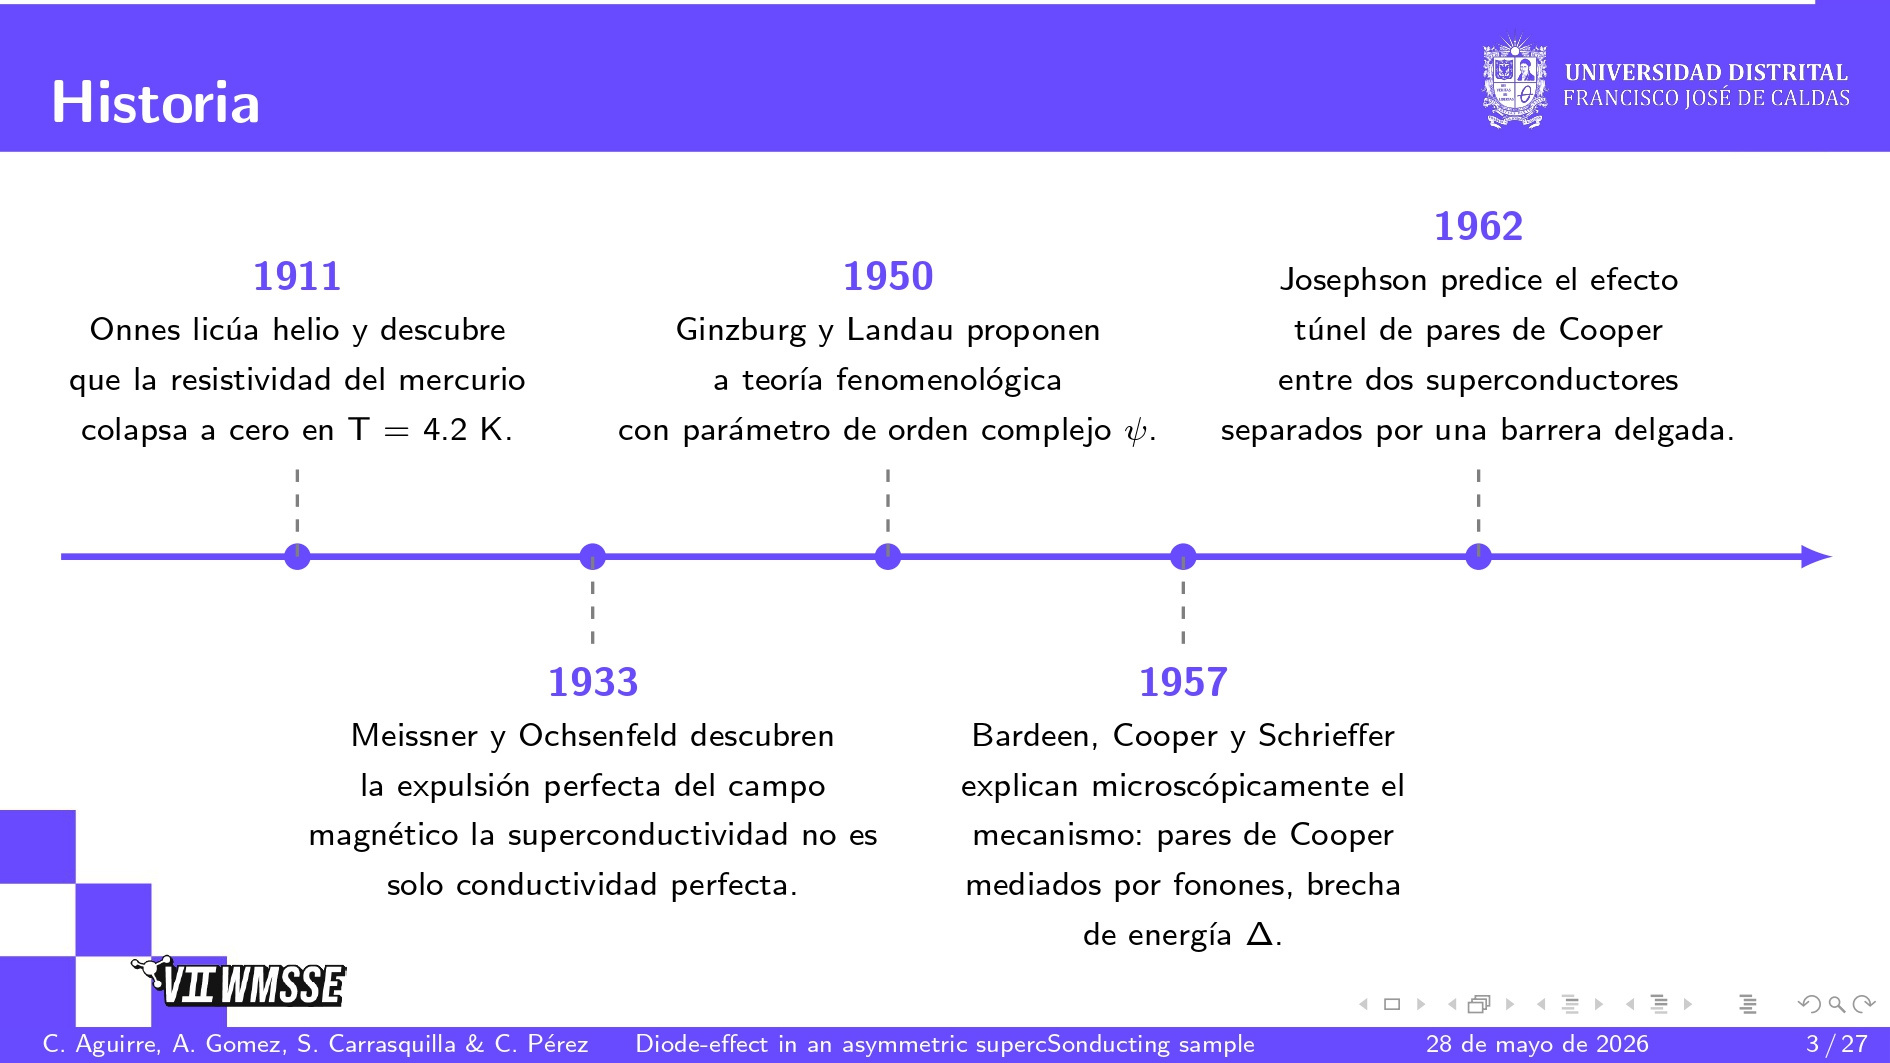 Historia
UNIVERSIDAD DISTRITAL
FRANCISCO JOSÉ DE CALDAS
1911
Onnes licúa helio y descubre
que la resistividad del mercurio
colapsa a cero en T = 4.2 K.
1950
Ginzburg y Landau proponen
a teoría fenomenológica
con parámetro de orden complejo ψ.
1962
Josephson predice el efecto
túnel de pares de Cooper
entre dos superconductores
separados por una barrera delgada.
1933
Meissner y Ochsenfeld descubren
la expulsión perfecta del campo
magnético la superconductividad no es
solo conductividad perfecta.
1957
Bardeen, Cooper y Schrieffer
explican microscópicamente el
mecanismo: pares de Cooper
mediados por fonones, brecha
de energía Δ.
VII WMSSE
C. Aguirre, A. Gomez, S. Carrasquilla & C. Pérez
Diode-effect in an asymmetric supercSonducting sample
28 de mayo de 2026
3 / 27